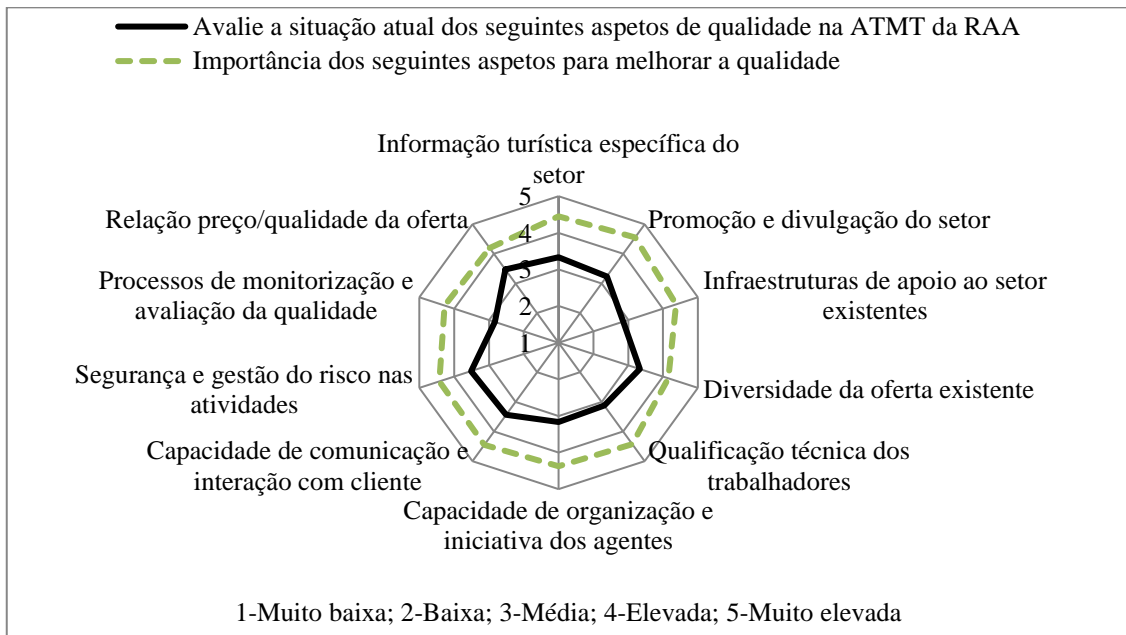 Avalie a situação atual dos seguintes aspetos de qualidade na ATMT da RAA
Importância dos seguintes aspetos para melhorar a qualidade
Informação turística específica do
setor
Promoção e divulgação do setor
Infraestruturas de apoio ao setor
existentes
Diversidade da oferta existente
Qualificação técnica dos
trabalhadores
Capacidade de organização e
iniciativa dos agentes
Capacidade de comunicação e
interação com cliente
Segurança e gestão do risco nas
atividades
Processos de monitorização e
avaliação da qualidade
Relação preço/qualidade da oferta
5
4
3
2
1
1-Muito baixa; 2-Baixa; 3-Média; 4-Elevada; 5-Muito elevada